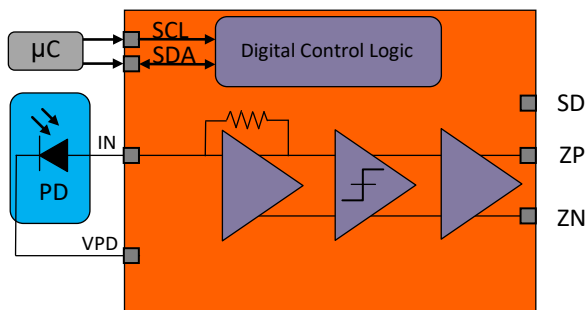 µC
SCL
SDA
Digital Control Logic
SD
IN
ZP
PD
ZN
VPD